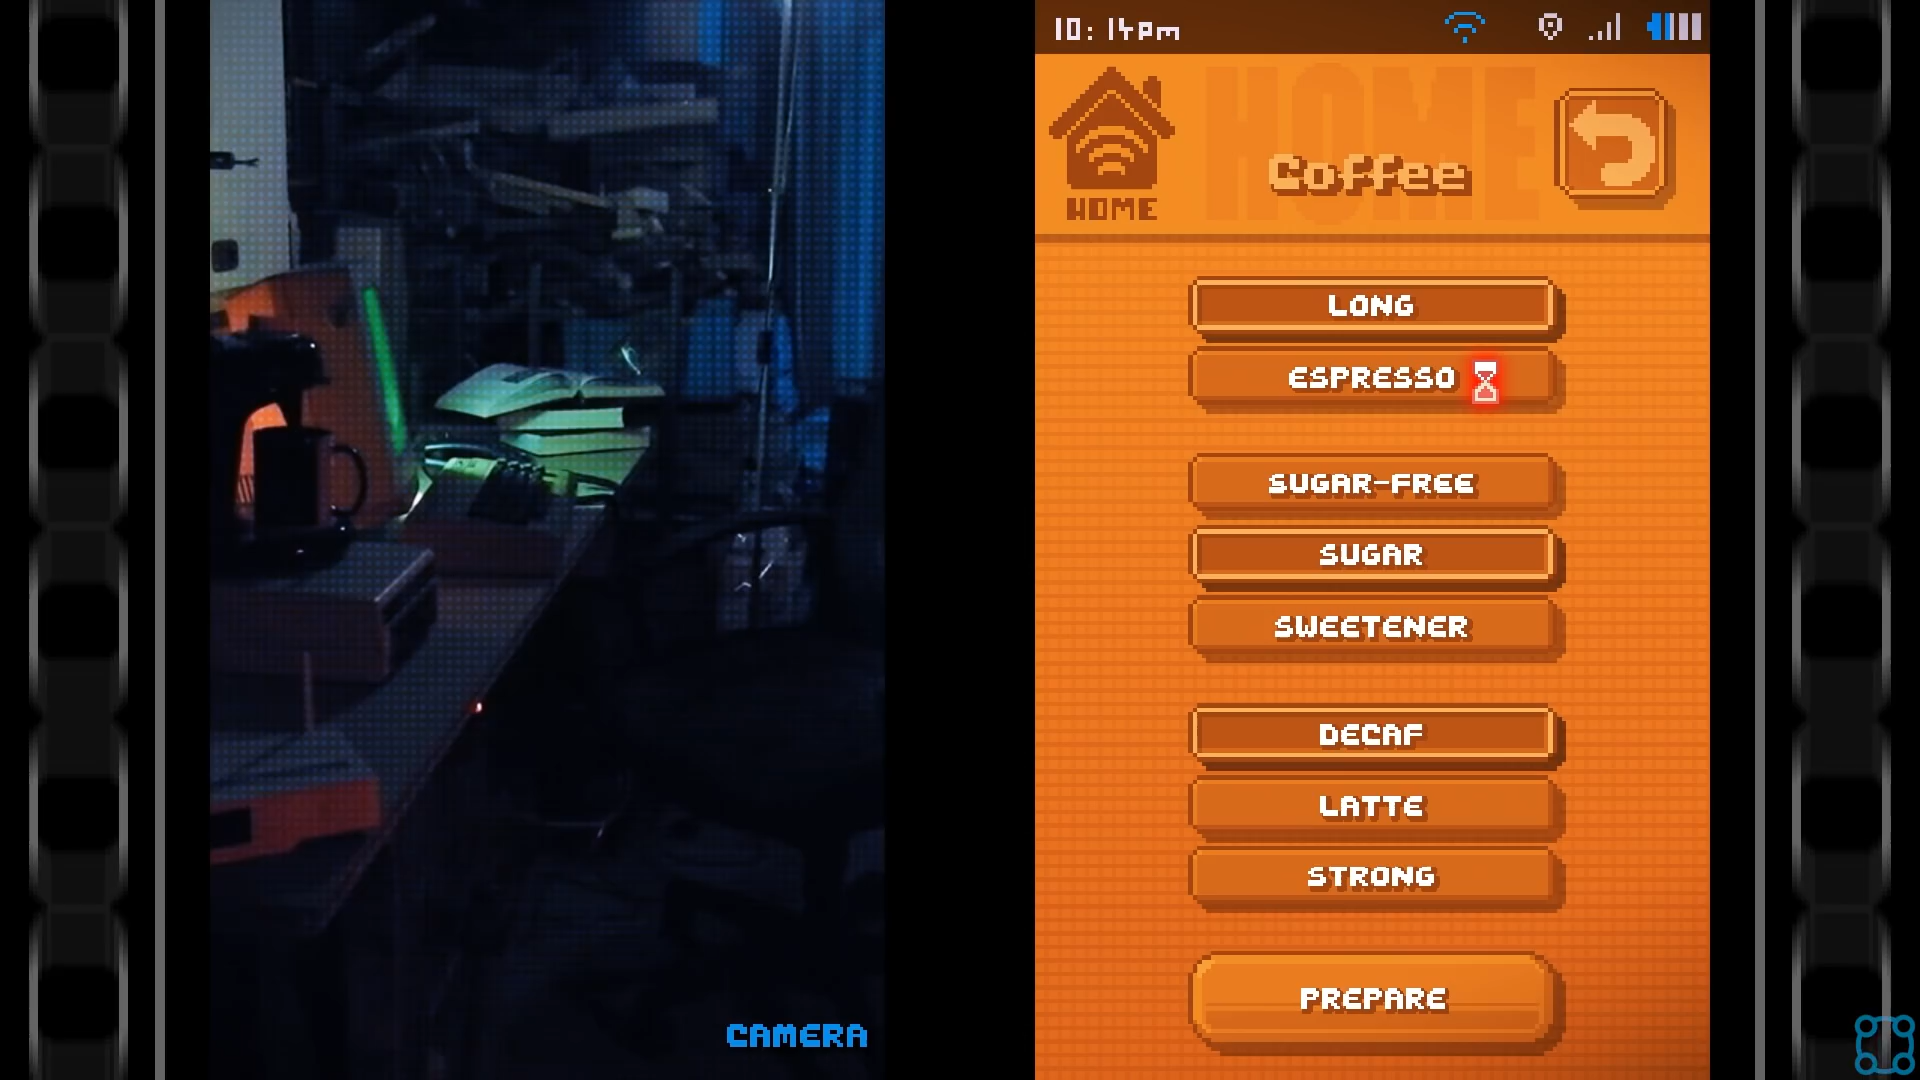 10: 14pm
HOME
Coffee
HOME
LONG
ESPRESSO
SUGAR-FREE
SUGAR
SWEETENER
DECAF
LATTE
STRONG
PREPARE
CAMERA